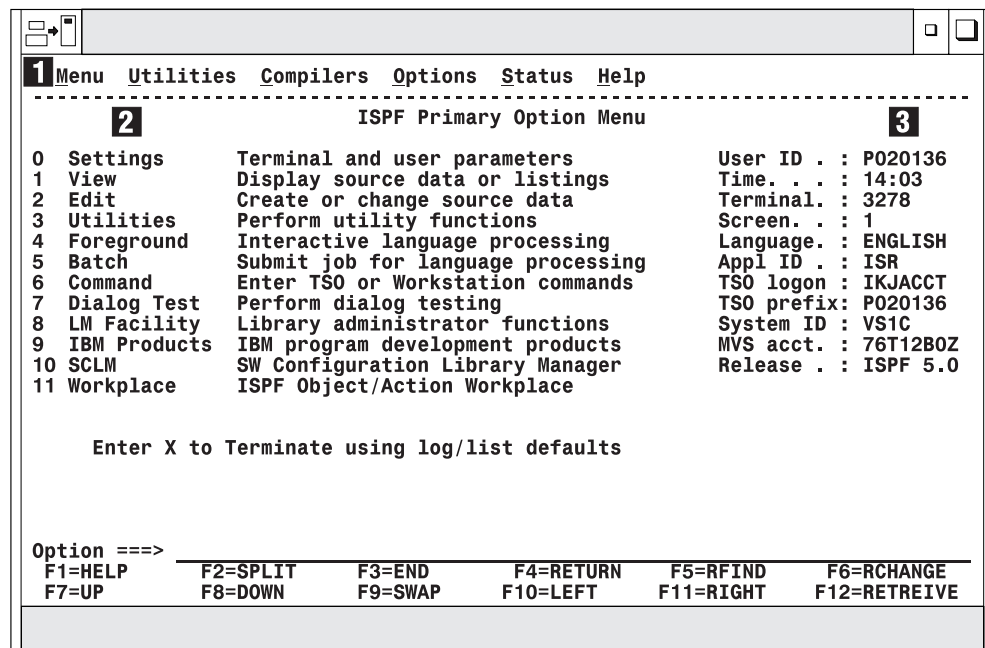 1 Menu Utilities Compilers Options Status Help
2 ISPF Primary Option Menu 3
0 Settings Terminal and user parameters User ID . : P020136
1 View Display source data or listings Time. . . : 14:03
2 Edit Create or change source data Terminal. : 3278
3 Utilities Perform utility functions Screen. . : 1
4 Foreground Interactive language processing Language. : ENGLISH
5 Batch Submit job for language processing Appl ID . : ISR
6 Command Enter TSO or Workstation commands TSO logon : IKJACCT
7 Dialog Test Perform dialog testing TSO prefix: P020136
8 LM Facility Library administrator functions System ID : VS1C
9 IBM Products IBM program development products MVS acct. : 76T12B0Z
10 SCLM SW Configuration Library Manager Release . : ISPF 5.0
11 Workplace ISPF Object/Action Workplace
Enter X to Terminate using log/list defaults
Option ===>
F1=HELP F2=SPLIT F3=END F4=RETURN F5=RFIND F6=RCHANGE
F7=UP F8=DOWN F9=SWAP F10=LEFT F11=RIGHT F12=RETREIVE